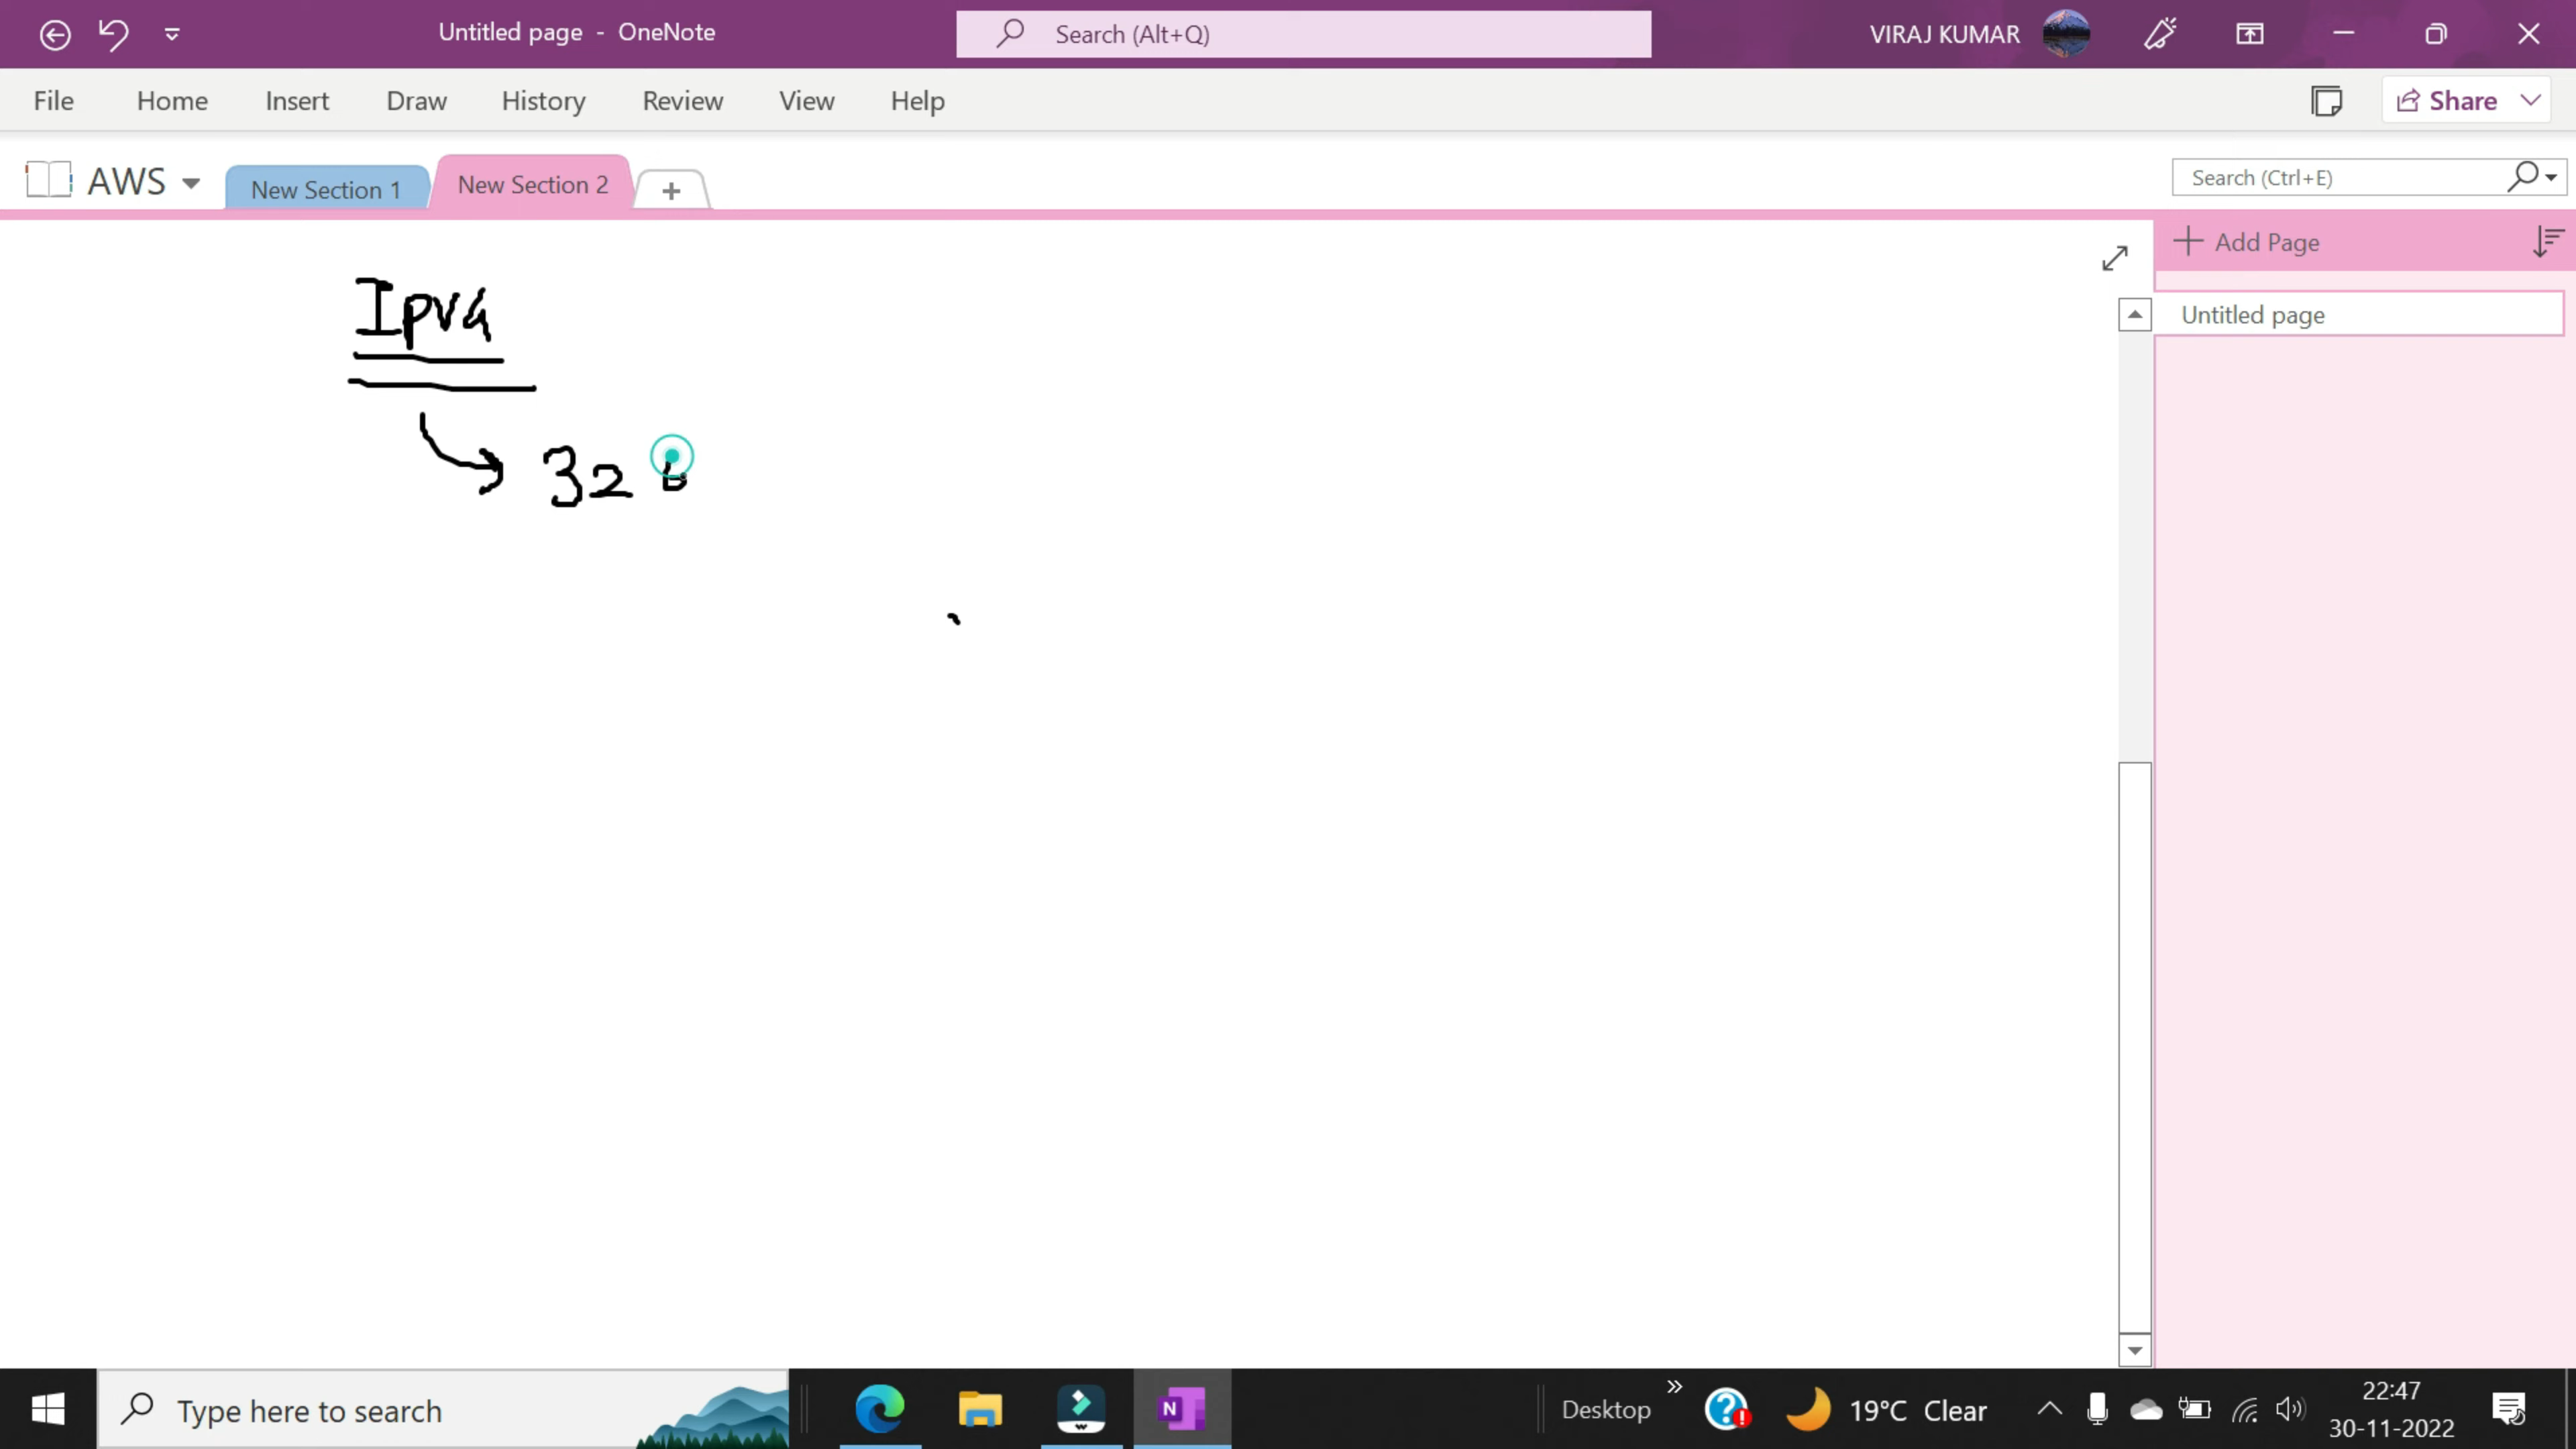 Untitled page - OneNote
Search (Alt+Q)
VIRAJ KUMAR
File Home Insert Draw History Review View Help
Share
AWS
New Section 1
New Section 2
+
Search (Ctrl+E)
Add Page
Untitled page
Ipv4
32
Type here to search
N
Desktop
19°C Clear
22:47
30-11-2022